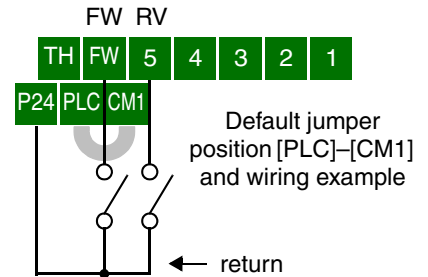 FW RV
TH FW 5 4 3 2 1
P24 PLC CM1
Default jumper
position [PLC]–[CM1]
and wiring example
return